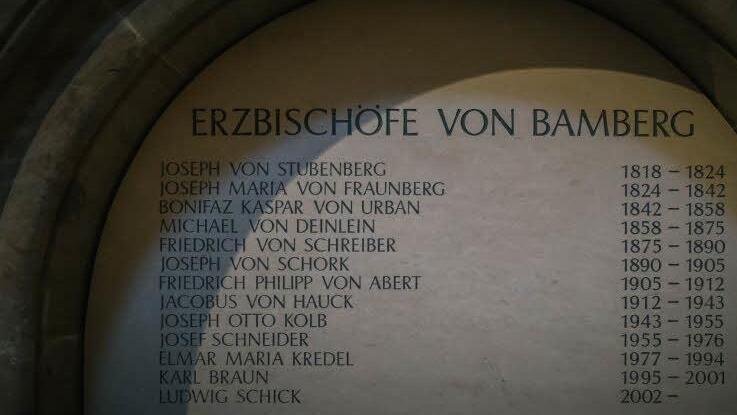 ERZBISCHÖFE VON BAMBERG
JOSEPH VON STUBENBERG 1818 – 1824
JOSEPH MARIA VON FRAUNBERG 1824 – 1842
BONIFAZ KASPAR VON URBAN 1842 – 1858
MICHAEL VON DEINLEIN 1858 – 1875
FRIEDRICH VON SCHREIBER 1875 – 1890
JOSEPH VON SCHORK 1890 – 1905
FRIEDRICH PHILIPP VON ABERT 1905 – 1912
JACOBUS VON HAUCK 1912 – 1943
JOSEPH OTTO KOLB 1943 – 1955
JOSEF SCHNEIDER 1955 – 1976
ELMAR MARIA KREDEL 1977 – 1994
KARL BRAUN 1995 – 2001
LUDWIG SCHICK 2002 –